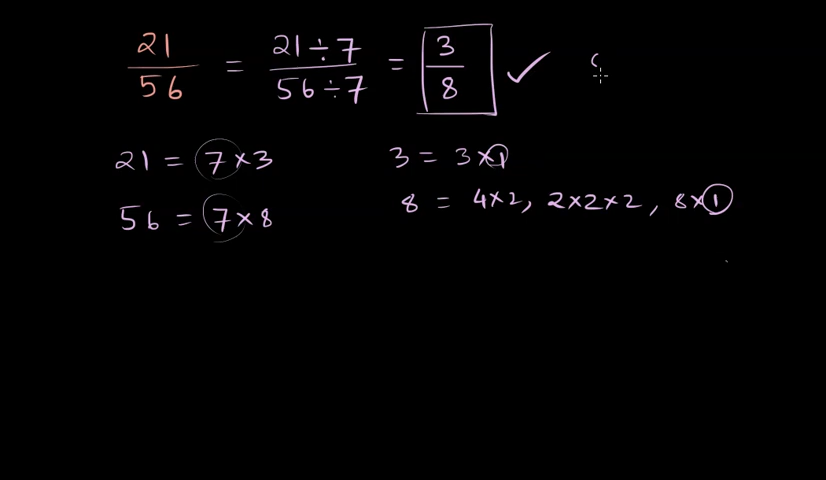 21/56 = 21÷7/56÷7 = 3/8 ✓
21 = 7×3
3 = 3×1
56 = 7×8
8 = 4×2, 2×2×2, 8×1